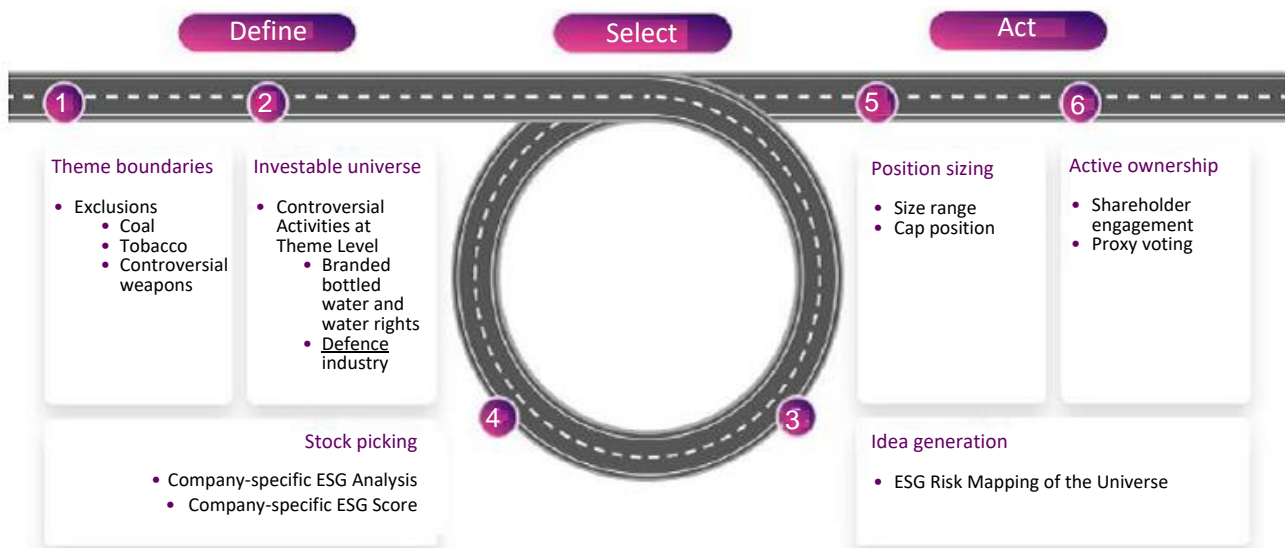 Define
Select
Act
1
2
5
6
Theme boundaries
• Exclusions
• Coal
• Tobacco
• Controversial
weapons
Investable universe
• Controversial
Activities at
Theme Level
• Branded
bottled
water and
water rights
• Defence
industry
Position sizing
• Size range
• Cap position
Active ownership
• Shareholder
engagement
• Proxy voting
4
3
Stock picking
• Company-specific ESG Analysis
• Company-specific ESG Score
Idea generation
• ESG Risk Mapping of the Universe